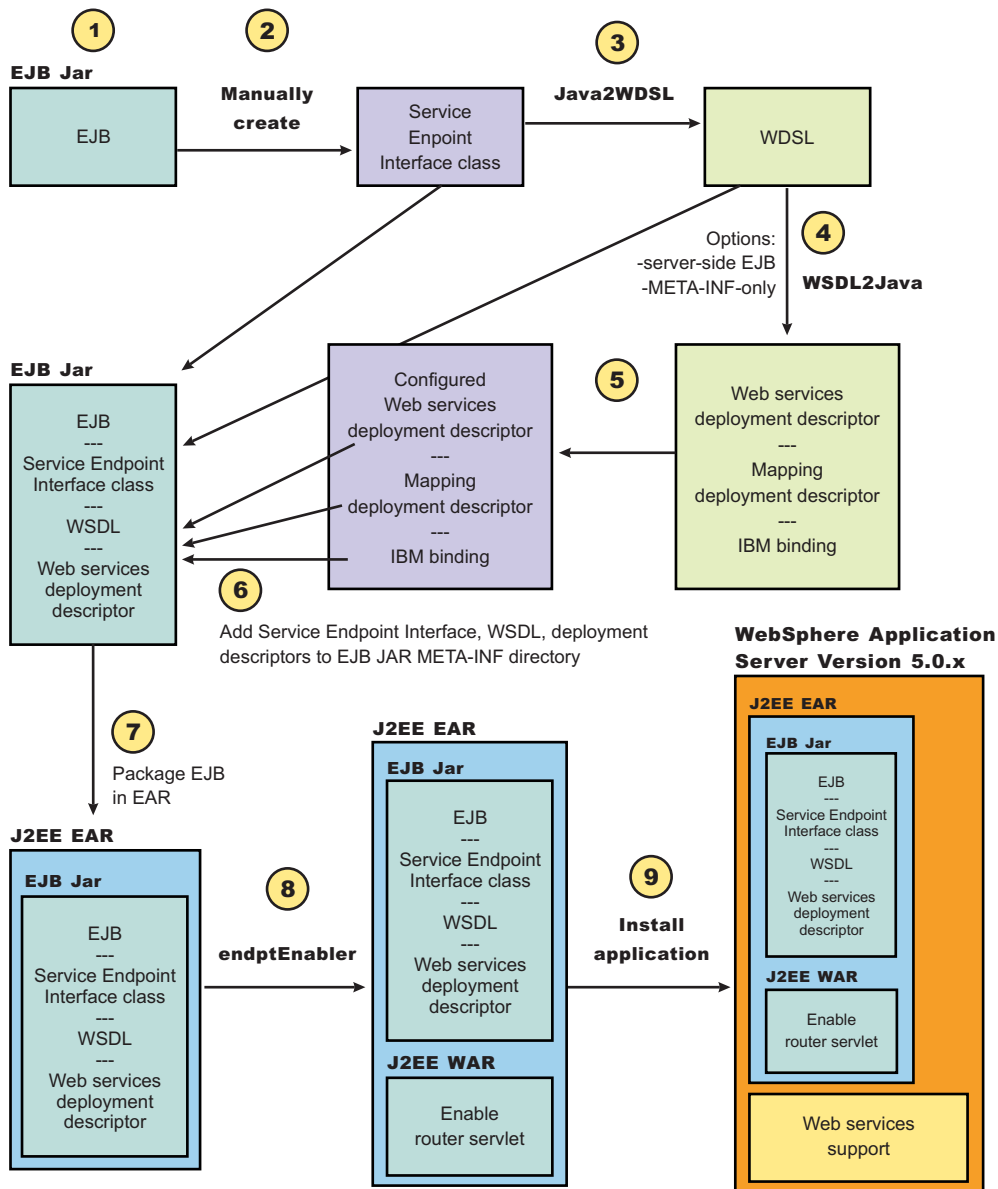 1
2
3
EJB Jar
EJB
Manually
create
Service
Enpoint
Interface class
Java2WDSL
WDSL
Options:
-server-side EJB
-META-INF-only
4
WSDL2Java
EJB Jar
EJB
---
Service Endpoint
Interface class
---
WSDL
---
Web services
deployment
descriptor
Configured
Web services
deployment descriptor
---
Mapping
deployment descriptor
---
IBM binding
5
Web services
deployment descriptor
---
Mapping
deployment descriptor
---
IBM binding
6
Add Service Endpoint Interface, WSDL, deployment
descriptors to EJB JAR META-INF directory
7
Package EJB
in EAR
J2EE EAR
EJB Jar
EJB
---
Service Endpoint
Interface class
---
WSDL
---
Web services
deployment
descriptor
8
endptEnabler
J2EE EAR
EJB Jar
EJB
---
Service Endpoint
Interface class
---
WSDL
---
Web services
deployment
descriptor
J2EE WAR
Enable
router servlet
9
Install
application
WebSphere Application
Server Version 5.0.x
J2EE EAR
EJB Jar
EJB
---
Service Endpoint
Interface class
---
WSDL
---
Web services
deployment
descriptor
J2EE WAR
Enable
router servlet
Web services
support